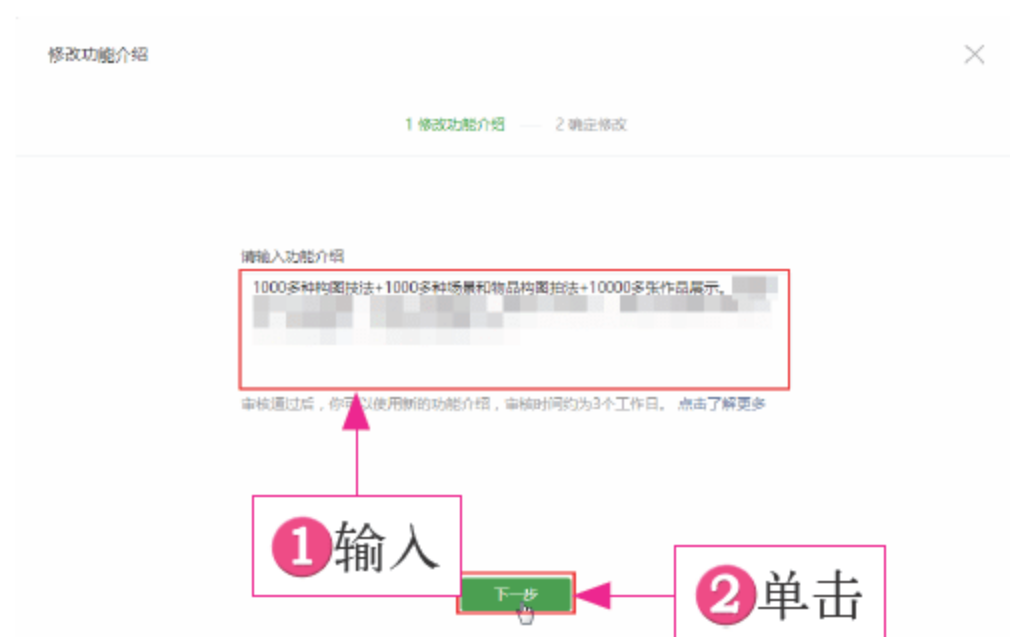 修改功能介绍
1 修改功能介绍 — 2 确定修改
请输入功能介绍
1000多种构图技法+1000多种场景和物品构图拍法+10000多张作品展示。
审核通过后，你可以使用新的功能介绍，审核时间约为3个工作日。 点击了解更多
1输入
下一步
2单击